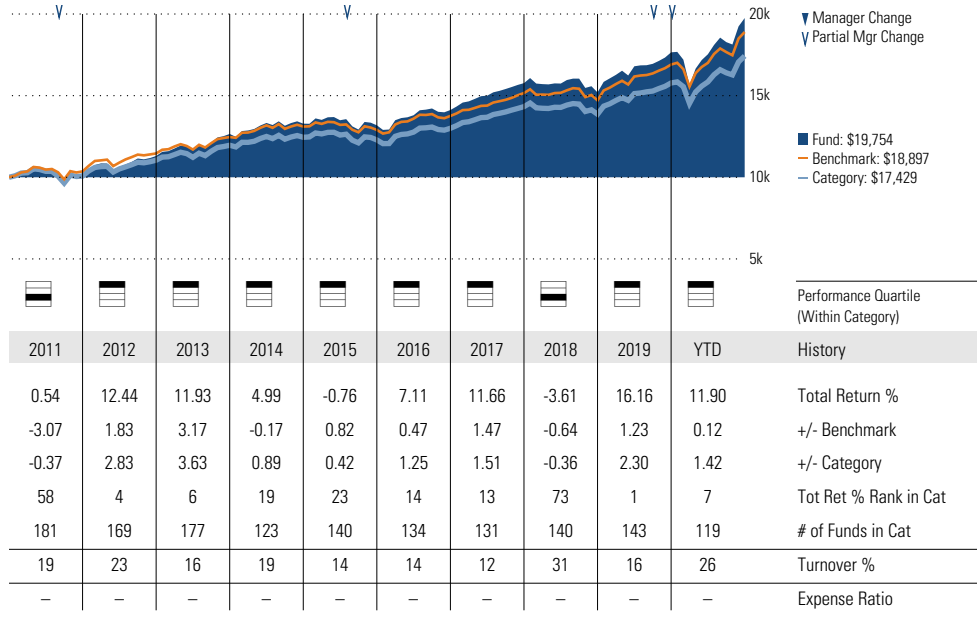 20k
▼ Manager Change
Partial Mgr Change
15k
Fund: $19,754
Benchmark: $18,897
Category: $17,429
10k
5k
Performance Quartile
(Within Category)
2011 2012 2013 2014 2015 2016 2017 2018 2019 YTD History
0.54 12.44 11.93 4.99 -0.76 7.11 11.66 -3.61 16.16 11.90 Total Return %
-3.07 1.83 3.17 -0.17 0.82 0.47 1.47 -0.64 1.23 0.12 +/- Benchmark
-0.37 2.83 3.63 0.89 0.42 1.25 1.51 -0.36 2.30 1.42 +/- Category
58 4 6 19 23 14 13 73 1 7 Tot Ret % Rank in Cat
181 169 177 123 140 134 131 140 143 119 # of Funds in Cat
19 23 16 19 14 14 12 31 16 26 Turnover %
– – – – – – – – – – Expense Ratio